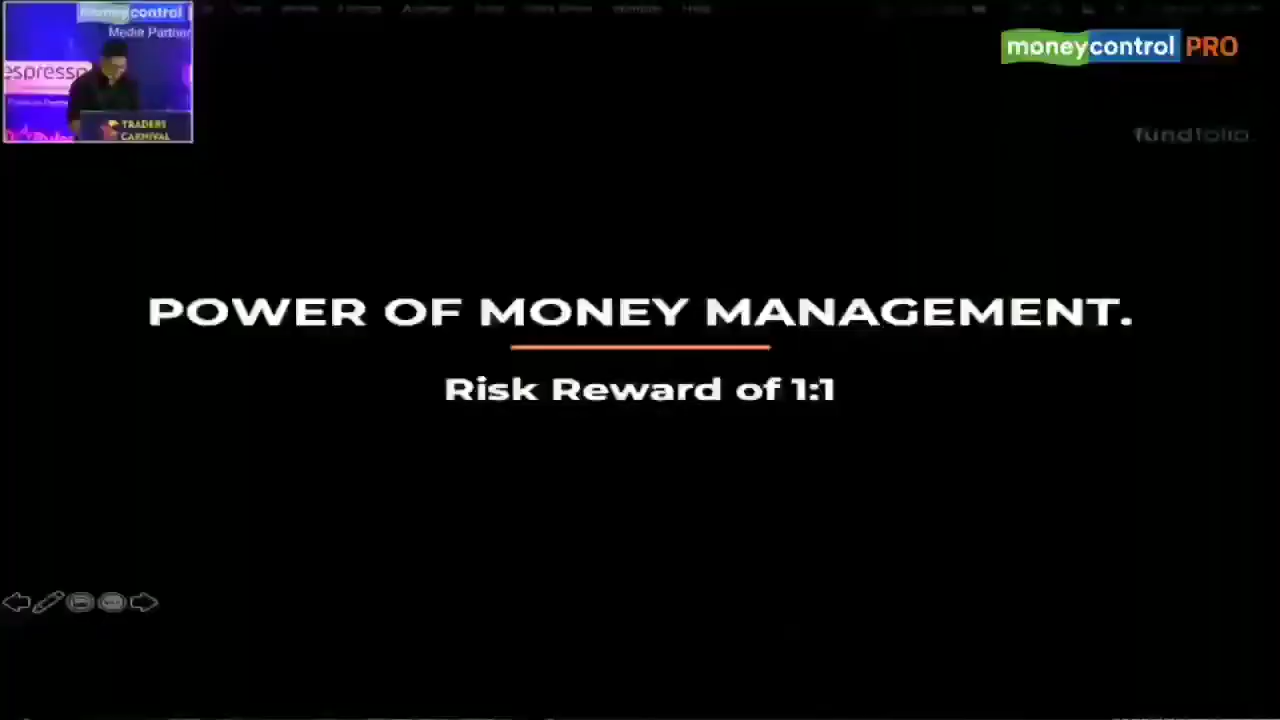 moneycontrol
Media Partner
espresso
TRADERS
CARNIVAL
moneycontrol PRO
fundfolio
POWER OF MONEY MANAGEMENT.
Risk Reward of 1:1